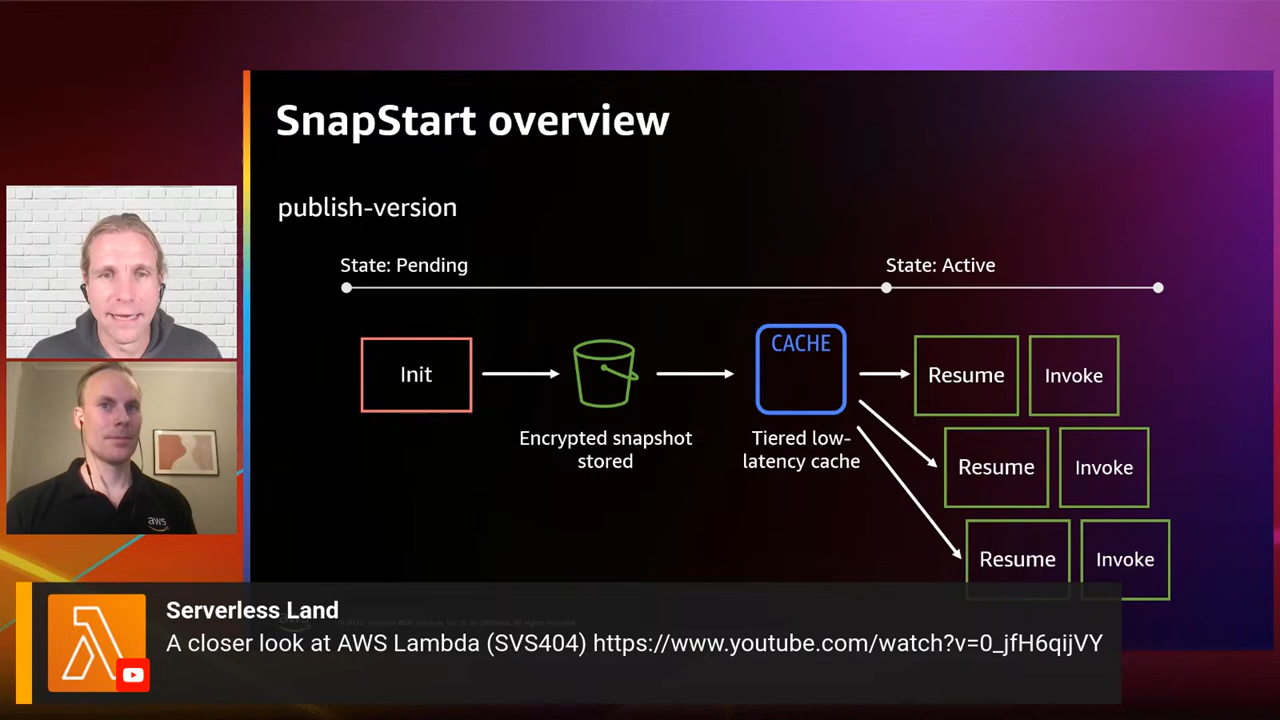 SnapStart overview
publish-version
State: Pending
State: Active
Init
CACHE
Resume
Invoke
Encrypted snapshot
stored
Tiered low-
latency cache
Resume
Invoke
Resume
Invoke
aws
Serverless Land
A closer look at AWS Lambda (SVS404) https://www.youtube.com/watch?v=0_jfH6qijVY